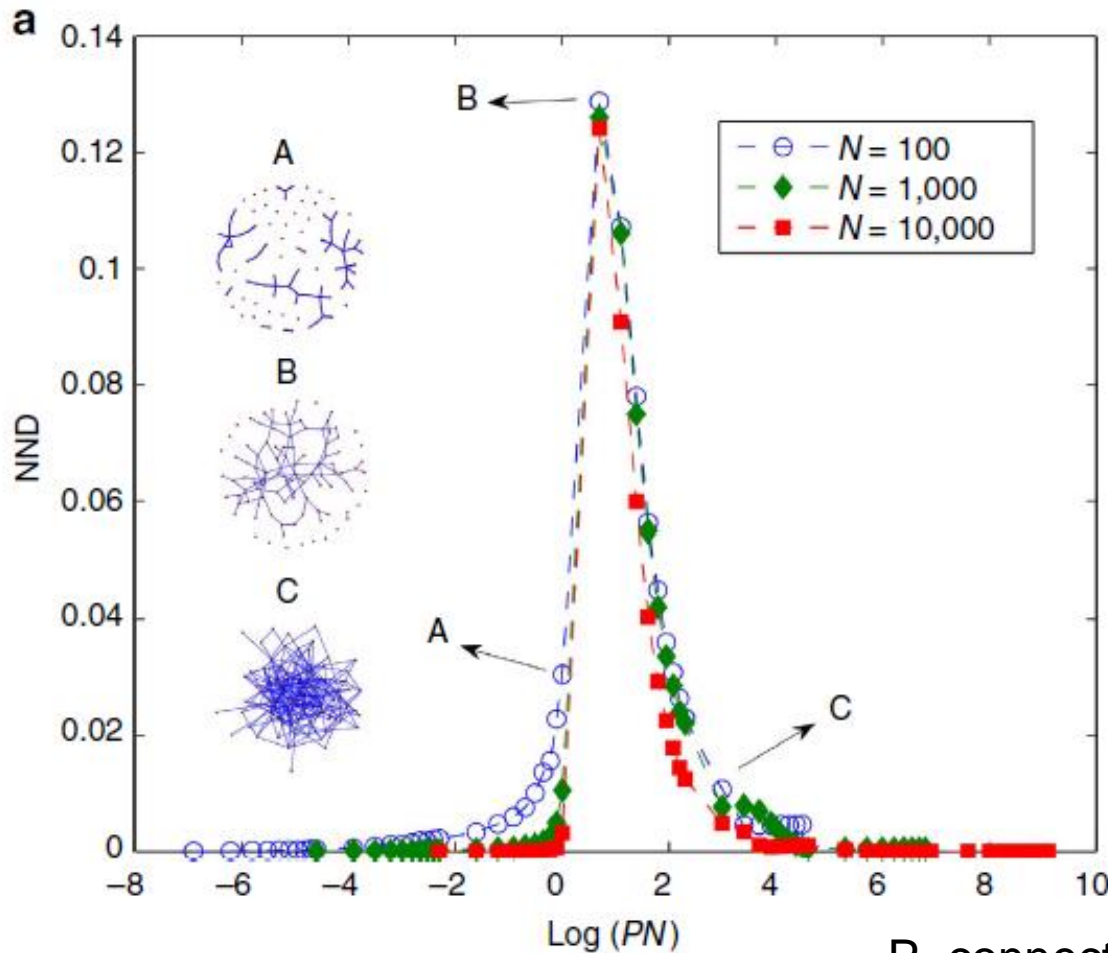 a
0.14
0.12
0.1
0.08
0.06
0.04
0.02
0
NND
A
B
C
B
A
C
N = 100
N = 1,000
N = 10,000
–8 –6 –4 –2 0 2 4 6 8 10
Log (PN)